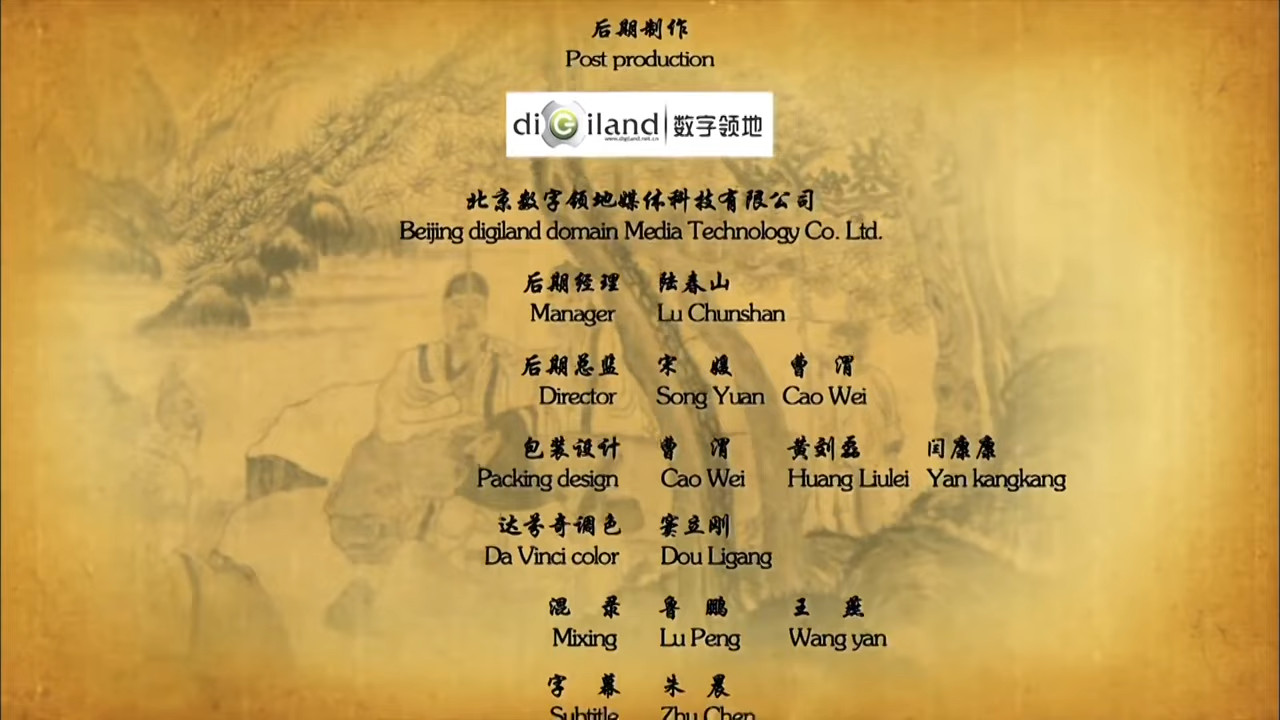 后期制作
Post production
digiland 数字领地
www.digiland.net.cn
北京数字领地媒体科技有限公司
Beijing digiland domain Media Technology Co. Ltd.
后期经理 陆春山
Manager Lu Chunshan
后期总监 宋媛 曹渭
Director Song Yuan Cao Wei
包装设计 曹渭 黄刘磊 闫康康
Packing design Cao Wei Huang Liulei Yan kangkang
达芬奇调色 窦立刚
Da Vinci color Dou Ligang
混录 鲁鹏 王燕
Mixing Lu Peng Wang yan
字幕 朱晨
Subtitle Zhu Chen